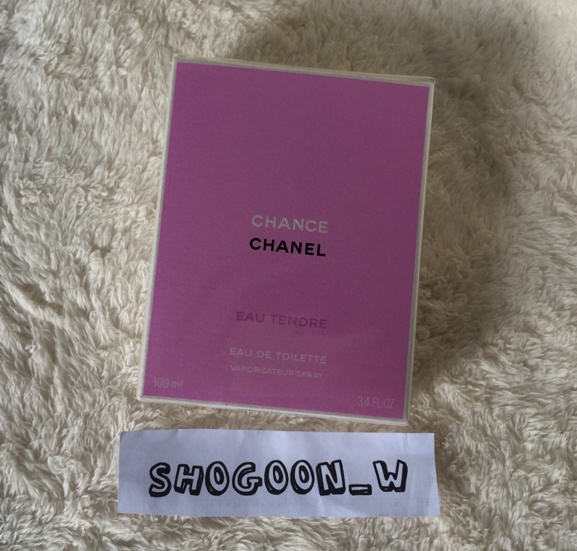 CHANCE
CHANEL
EAU TENDRE
EAU DE TOILETTE
VAPORISATEUR SPRAY
100 ml 3.4 FL. OZ
SHOGOON_W